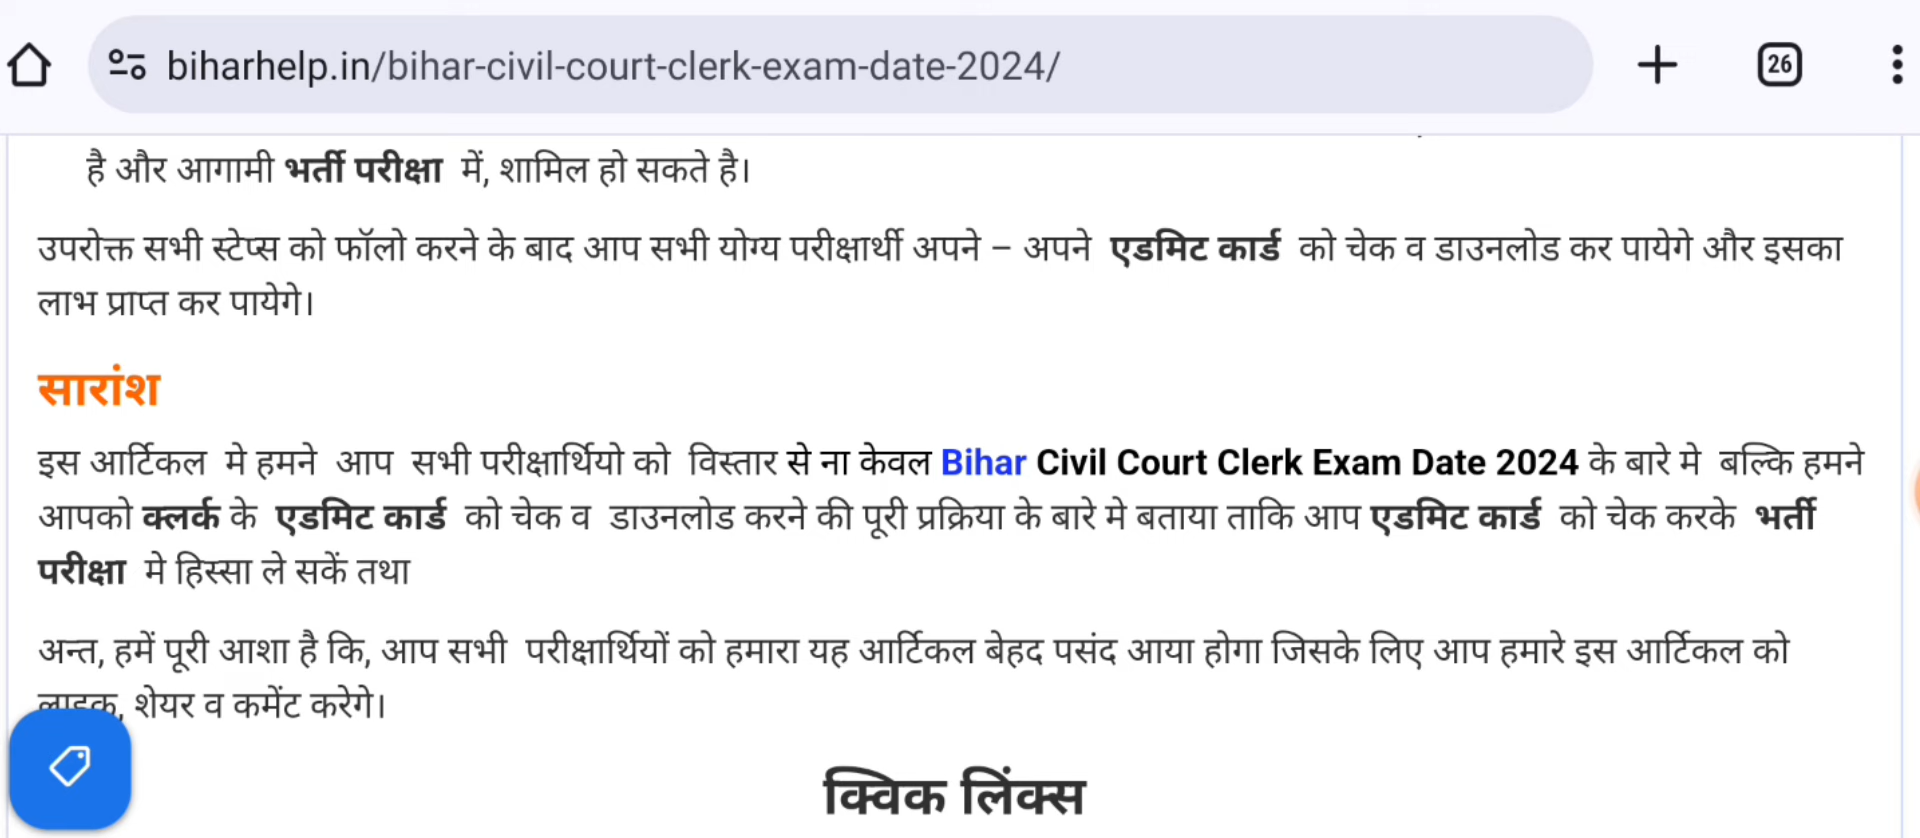 biharhelp.in/bihar-civil-court-clerk-exam-date-2024/
26
है और आगामी भर्ती परीक्षा में, शामिल हो सकते है।
उपरोक्त सभी स्टेप्स को फॉलो करने के बाद आप सभी योग्य परीक्षार्थी अपने – अपने एडमिट कार्ड को चेक व डाउनलोड कर पायेगे और इसका
लाभ प्राप्त कर पायेगे।
सारांश
इस आर्टिकल मे हमने आप सभी परीक्षार्थियो को विस्तार से ना केवल Bihar Civil Court Clerk Exam Date 2024 के बारे मे बल्कि हमने
आपको क्लर्क के एडमिट कार्ड को चेक व डाउनलोड करने की पूरी प्रक्रिया के बारे मे बताया ताकि आप एडमिट कार्ड को चेक करके भर्ती
परीक्षा मे हिस्सा ले सकें तथा
अन्त, हमें पूरी आशा है कि, आप सभी परीक्षार्थियों को हमारा यह आर्टिकल बेहद पसंद आया होगा जिसके लिए आप हमारे इस आर्टिकल को
लाइक, शेयर व कमेंट करेगे।
क्विक लिंक्स